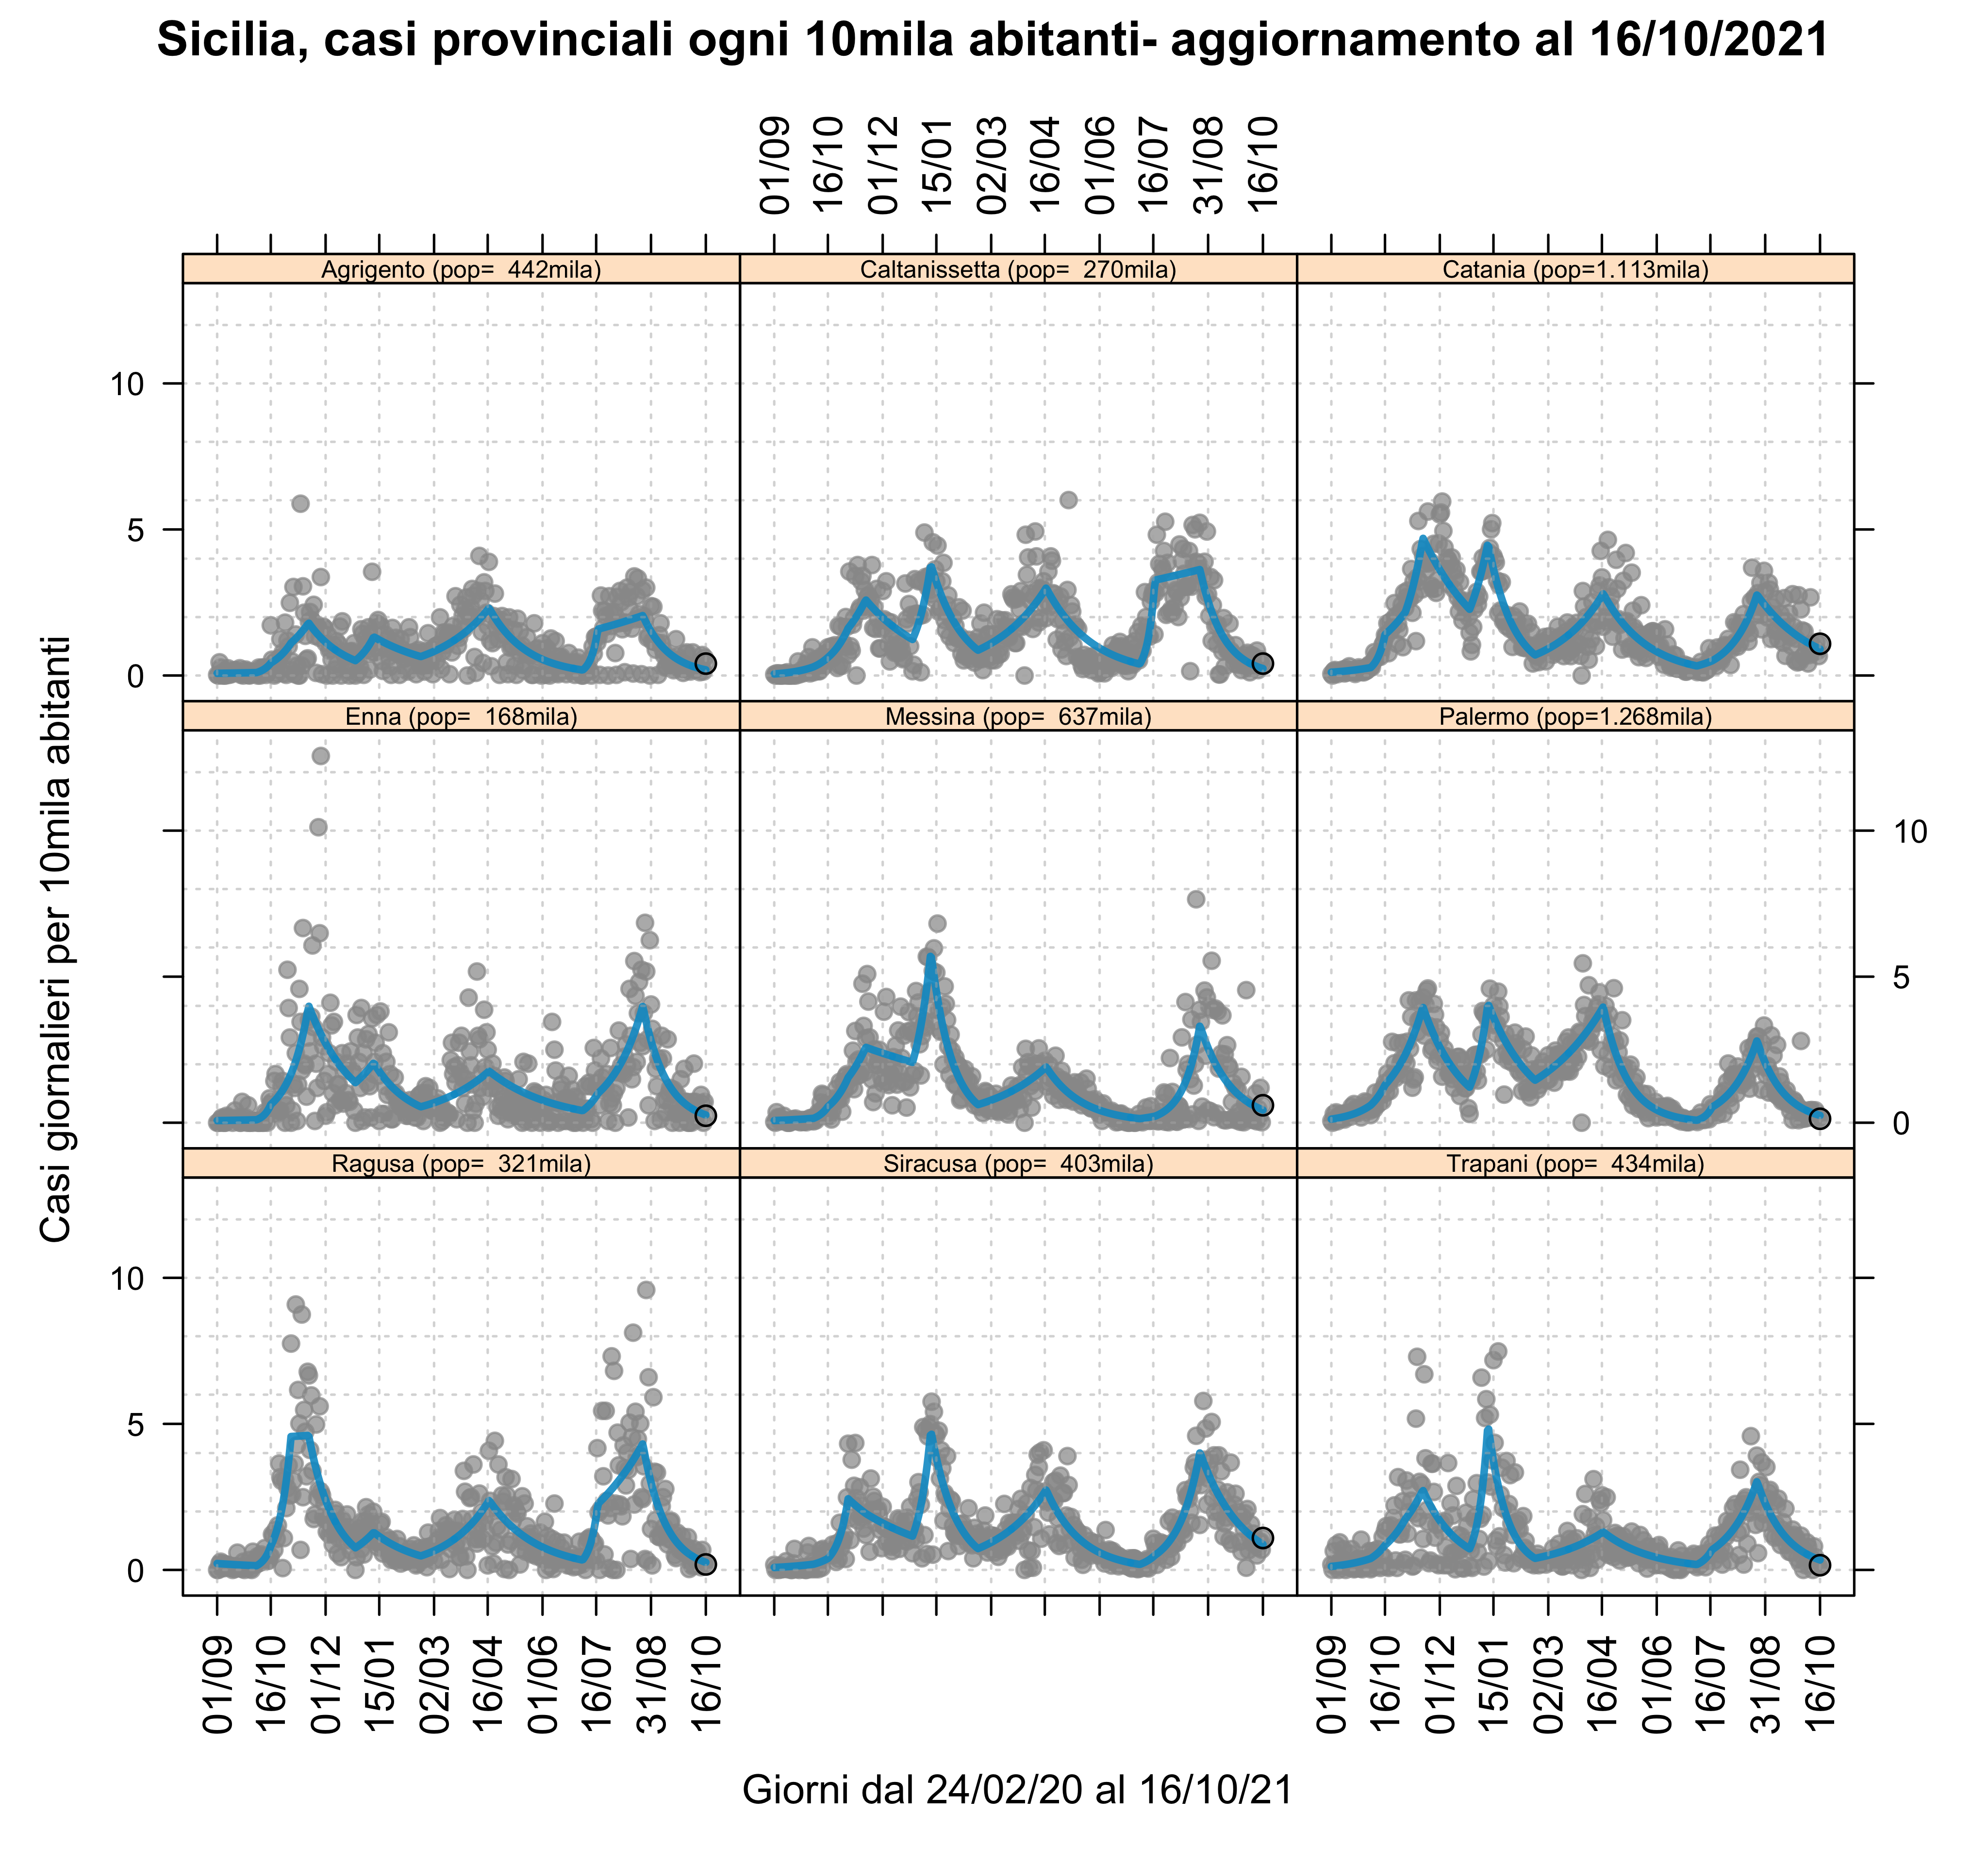 Sicilia, casi provinciali ogni 10mila abitanti- aggiornamento al 16/10/2021
01/09 16/10 01/12 15/01 02/03 16/04 01/06 16/07 31/08 16/10
Agrigento (pop=  442mila) Caltanissetta (pop=  270mila) Catania (pop=1.113mila)
10
5
0
Enna (pop=  168mila) Messina (pop=  637mila) Palermo (pop=1.268mila)
10
5
0
Ragusa (pop=  321mila) Siracusa (pop=  403mila) Trapani (pop=  434mila)
10
5
0
Casi giornalieri per 10mila abitanti
01/09 16/10 01/12 15/01 02/03 16/04 01/06 16/07 31/08 16/10 01/09 16/10 01/12 15/01 02/03 16/04 01/06 16/07 31/08 16/10
Giorni dal 24/02/20 al 16/10/21